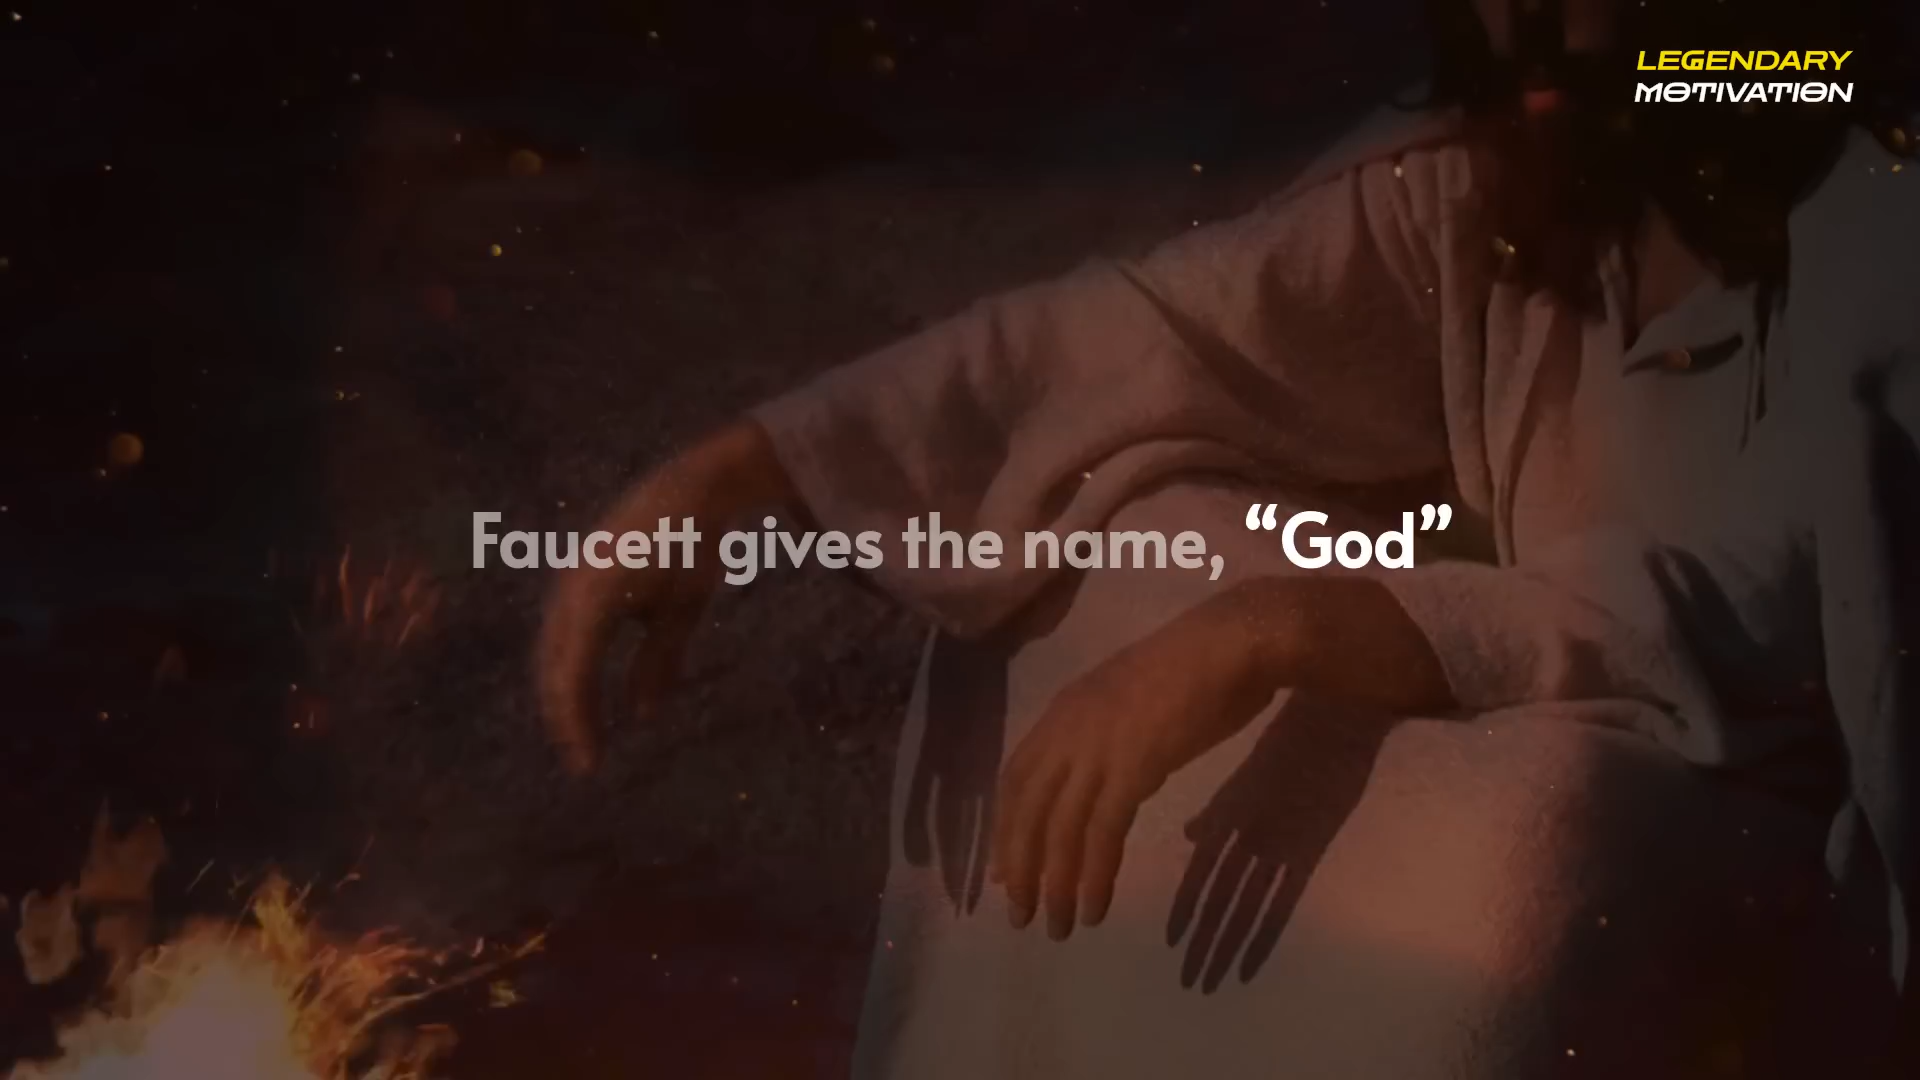 LEGENDARY
MOTIVATION
Faucett gives the name, “God”